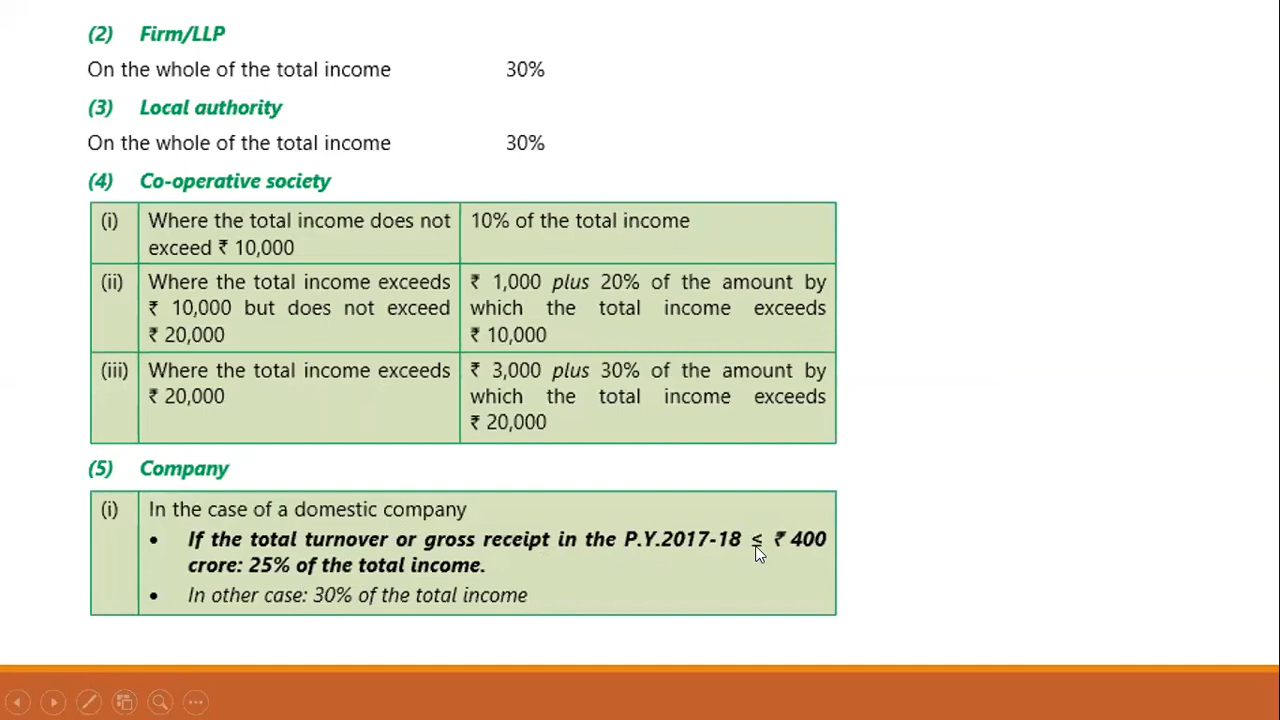 (2) Firm/LLP
On the whole of the total income 30%
(3) Local authority
On the whole of the total income 30%
(4) Co-operative society
(i) Where the total income does not exceed ₹ 10,000 10% of the total income
(ii) Where the total income exceeds ₹ 10,000 but does not exceed ₹ 20,000 ₹ 1,000 plus 20% of the amount by which the total income exceeds ₹ 10,000
(iii) Where the total income exceeds ₹ 20,000 ₹ 3,000 plus 30% of the amount by which the total income exceeds ₹ 20,000
(5) Company
(i) In the case of a domestic company
• If the total turnover or gross receipt in the P.Y.2017-18 ≤ ₹ 400
crore: 25% of the total income.
• In other case: 30% of the total income